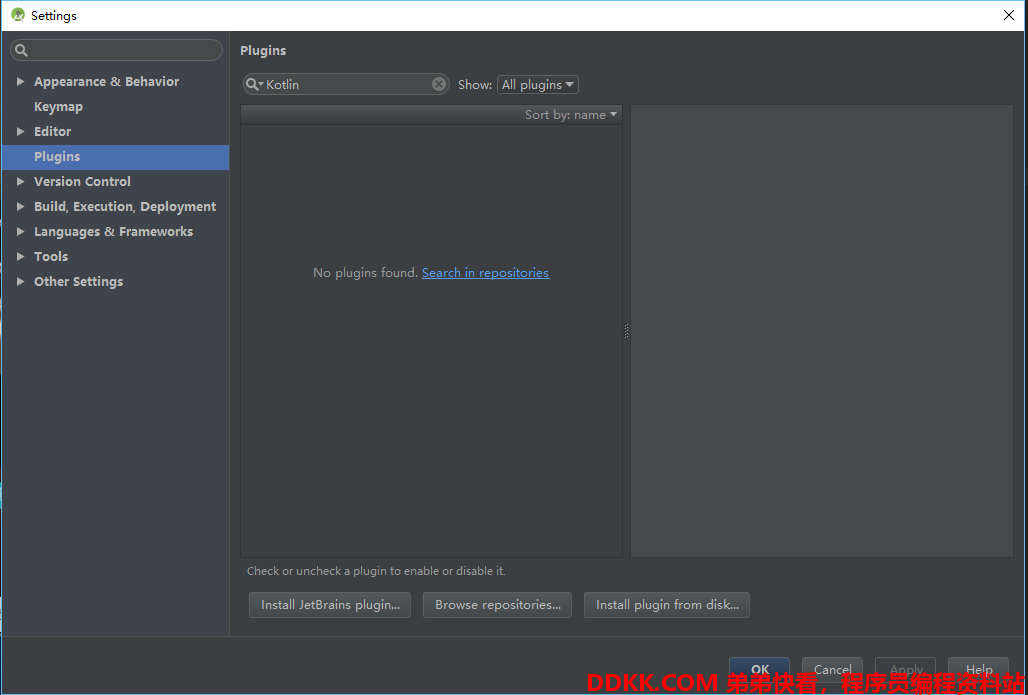 Settings
Plugins
Kotlin
Show: All plugins
Appearance & Behavior
Keymap
Editor
Plugins
Version Control
Build, Execution, Deployment
Languages & Frameworks
Tools
Other Settings
Sort by: name
No plugins found. Search in repositories
Check or uncheck a plugin to enable or disable it.
Install JetBrains plugin... Browse repositories... Install plugin from disk...
OK Cancel Apply Help
DDKK.COM 弟弟快看，程序员编程资料站